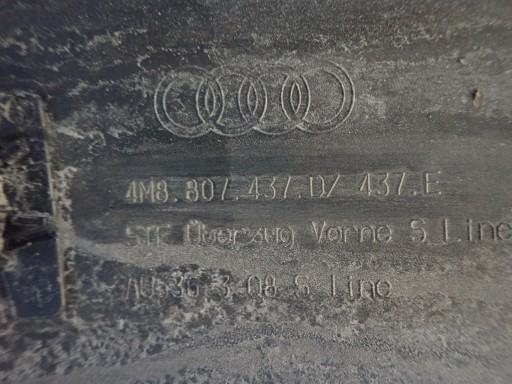 4M8.807.437.D/ 437.E
STF Überzug Vorne S Line
AU 36 3-08 S Line